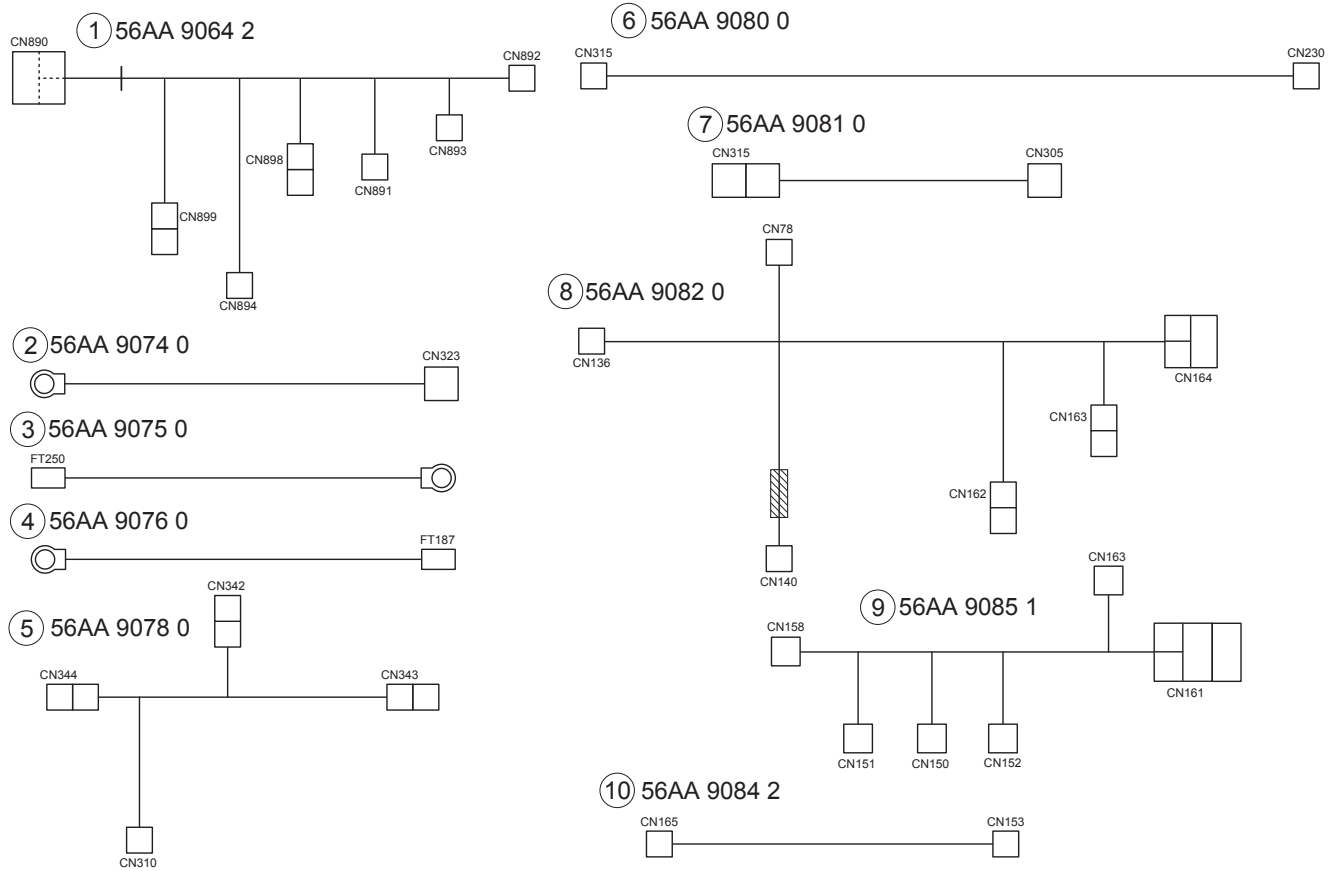 1 56AA 9064 2
CN890
CN892
CN893
CN898
CN891
CN899
CN894
2 56AA 9074 0
CN323
3 56AA 9075 0
FT250
4 56AA 9076 0
FT187
5 56AA 9078 0
CN342
CN344
CN343
CN310
6 56AA 9080 0
CN315
CN230
7 56AA 9081 0
CN315
CN305
8 56AA 9082 0
CN78
CN136
CN164
CN163
CN162
CN140
9 56AA 9085 1
CN163
CN158
CN161
CN151
CN150
CN152
10 56AA 9084 2
CN165
CN153